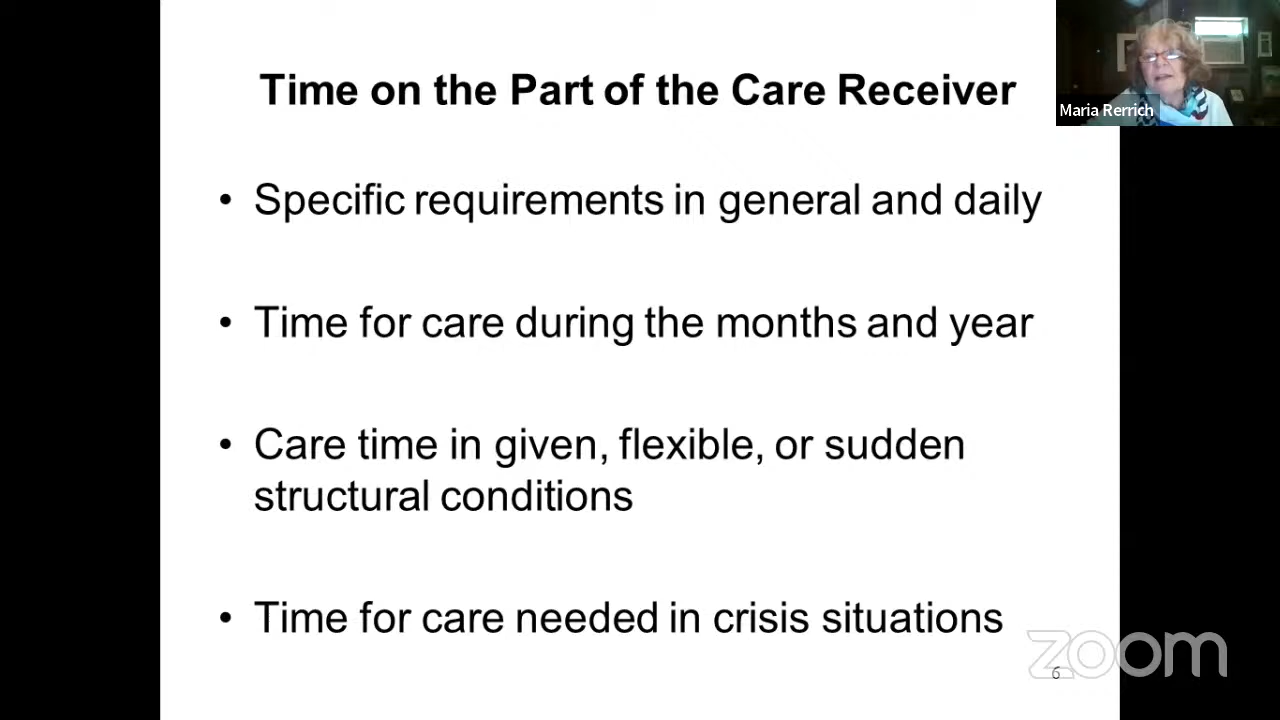 Time on the Part of the Care Receiver
Maria Rerrich
• Specific requirements in general and daily
• Time for care during the months and year
• Care time in given, flexible, or sudden
structural conditions
• Time for care needed in crisis situations
zoom
6